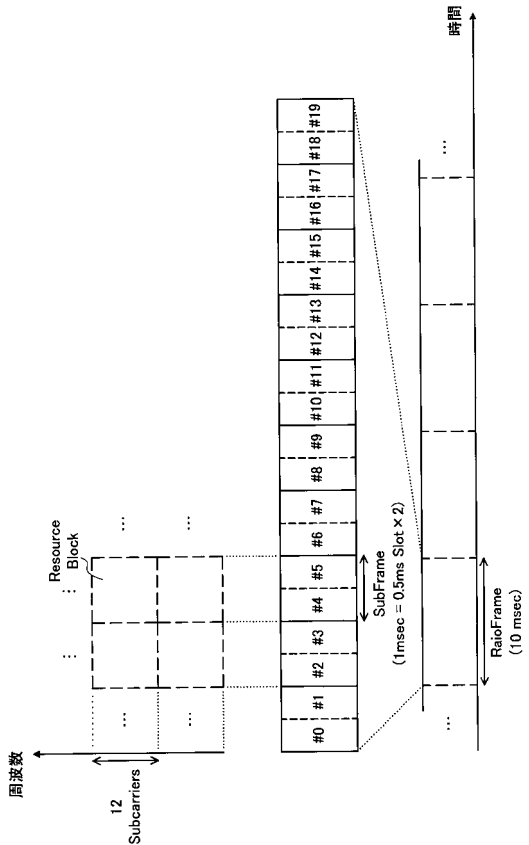 周波数
12
Subcarriers
...
...
...
...
Resource
Block
...
...
#0 #1 #2 #3 #4 #5 #6 #7 #8 #9 #10 #11 #12 #13 #14 #15 #16 #17 #18 #19
SubFrame
(1msec = 0.5ms Slot × 2)
...
...
RaioFrame
(10 msec)
時間